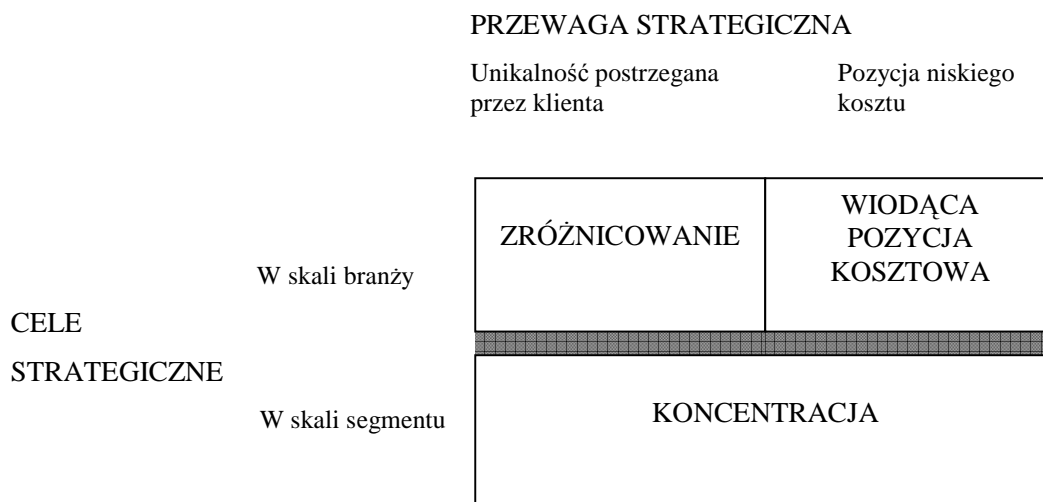 PRZEWAGA STRATEGICZNA
Unikalność postrzegana
przez klienta
Pozycja niskiego
kosztu
ZRÓŻNICOWANIE
WIODĄCA
POZYCJA
KOSZTOWA
W skali branży
CELE
STRATEGICZNE
W skali segmentu
KONCENTRACJA